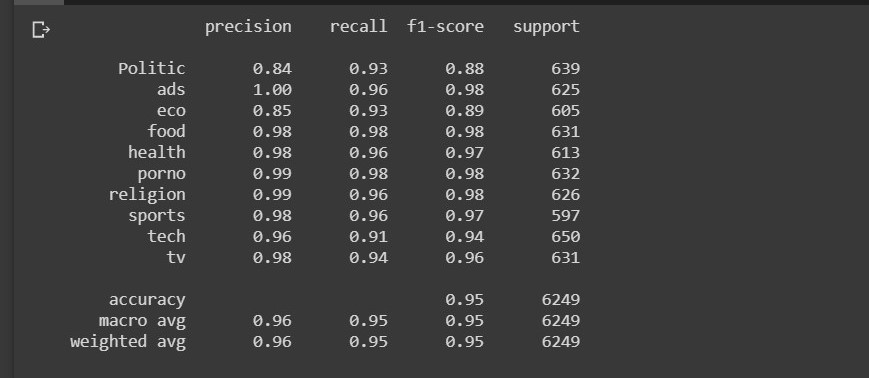 precision recall f1-score support
Politic 0.84 0.93 0.88 639
ads 1.00 0.96 0.98 625
eco 0.85 0.93 0.89 605
food 0.98 0.98 0.98 631
health 0.98 0.96 0.97 613
porno 0.99 0.98 0.98 632
religion 0.99 0.96 0.98 626
sports 0.98 0.96 0.97 597
tech 0.96 0.91 0.94 650
tv 0.98 0.94 0.96 631
accuracy 0.95 6249
macro avg 0.96 0.95 0.95 6249
weighted avg 0.96 0.95 0.95 6249